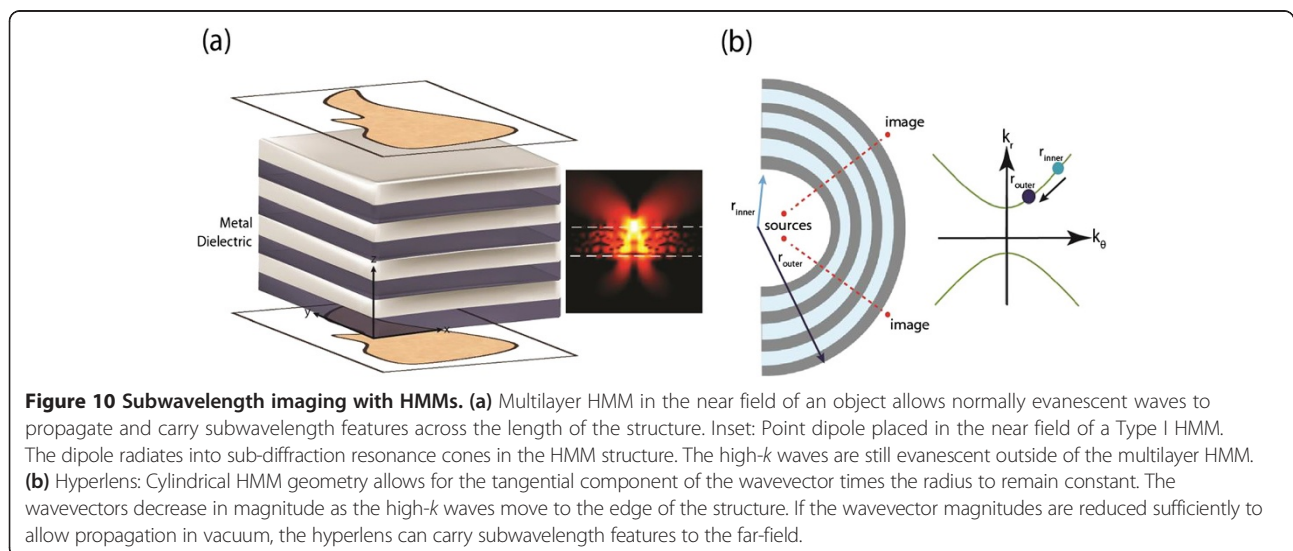 (a)
(b)
Metal
Dielectric
z
y
x
image
r inner
sources
r outer
image
k r
r inner
r outer
k θ
Figure 10 Subwavelength imaging with HMMs. (a) Multilayer HMM in the near field of an object allows normally evanescent waves to
propagate and carry subwavelength features across the length of the structure. Inset: Point dipole placed in the near field of a Type I HMM.
The dipole radiates into sub-diffraction resonance cones in the HMM structure. The high-k waves are still evanescent outside of the multilayer HMM.
(b) Hyperlens: Cylindrical HMM geometry allows for the tangential component of the wavevector times the radius to remain constant. The
wavevectors decrease in magnitude as the high-k waves move to the edge of the structure. If the wavevector magnitudes are reduced sufficiently to
allow propagation in vacuum, the hyperlens can carry subwavelength features to the far-field.